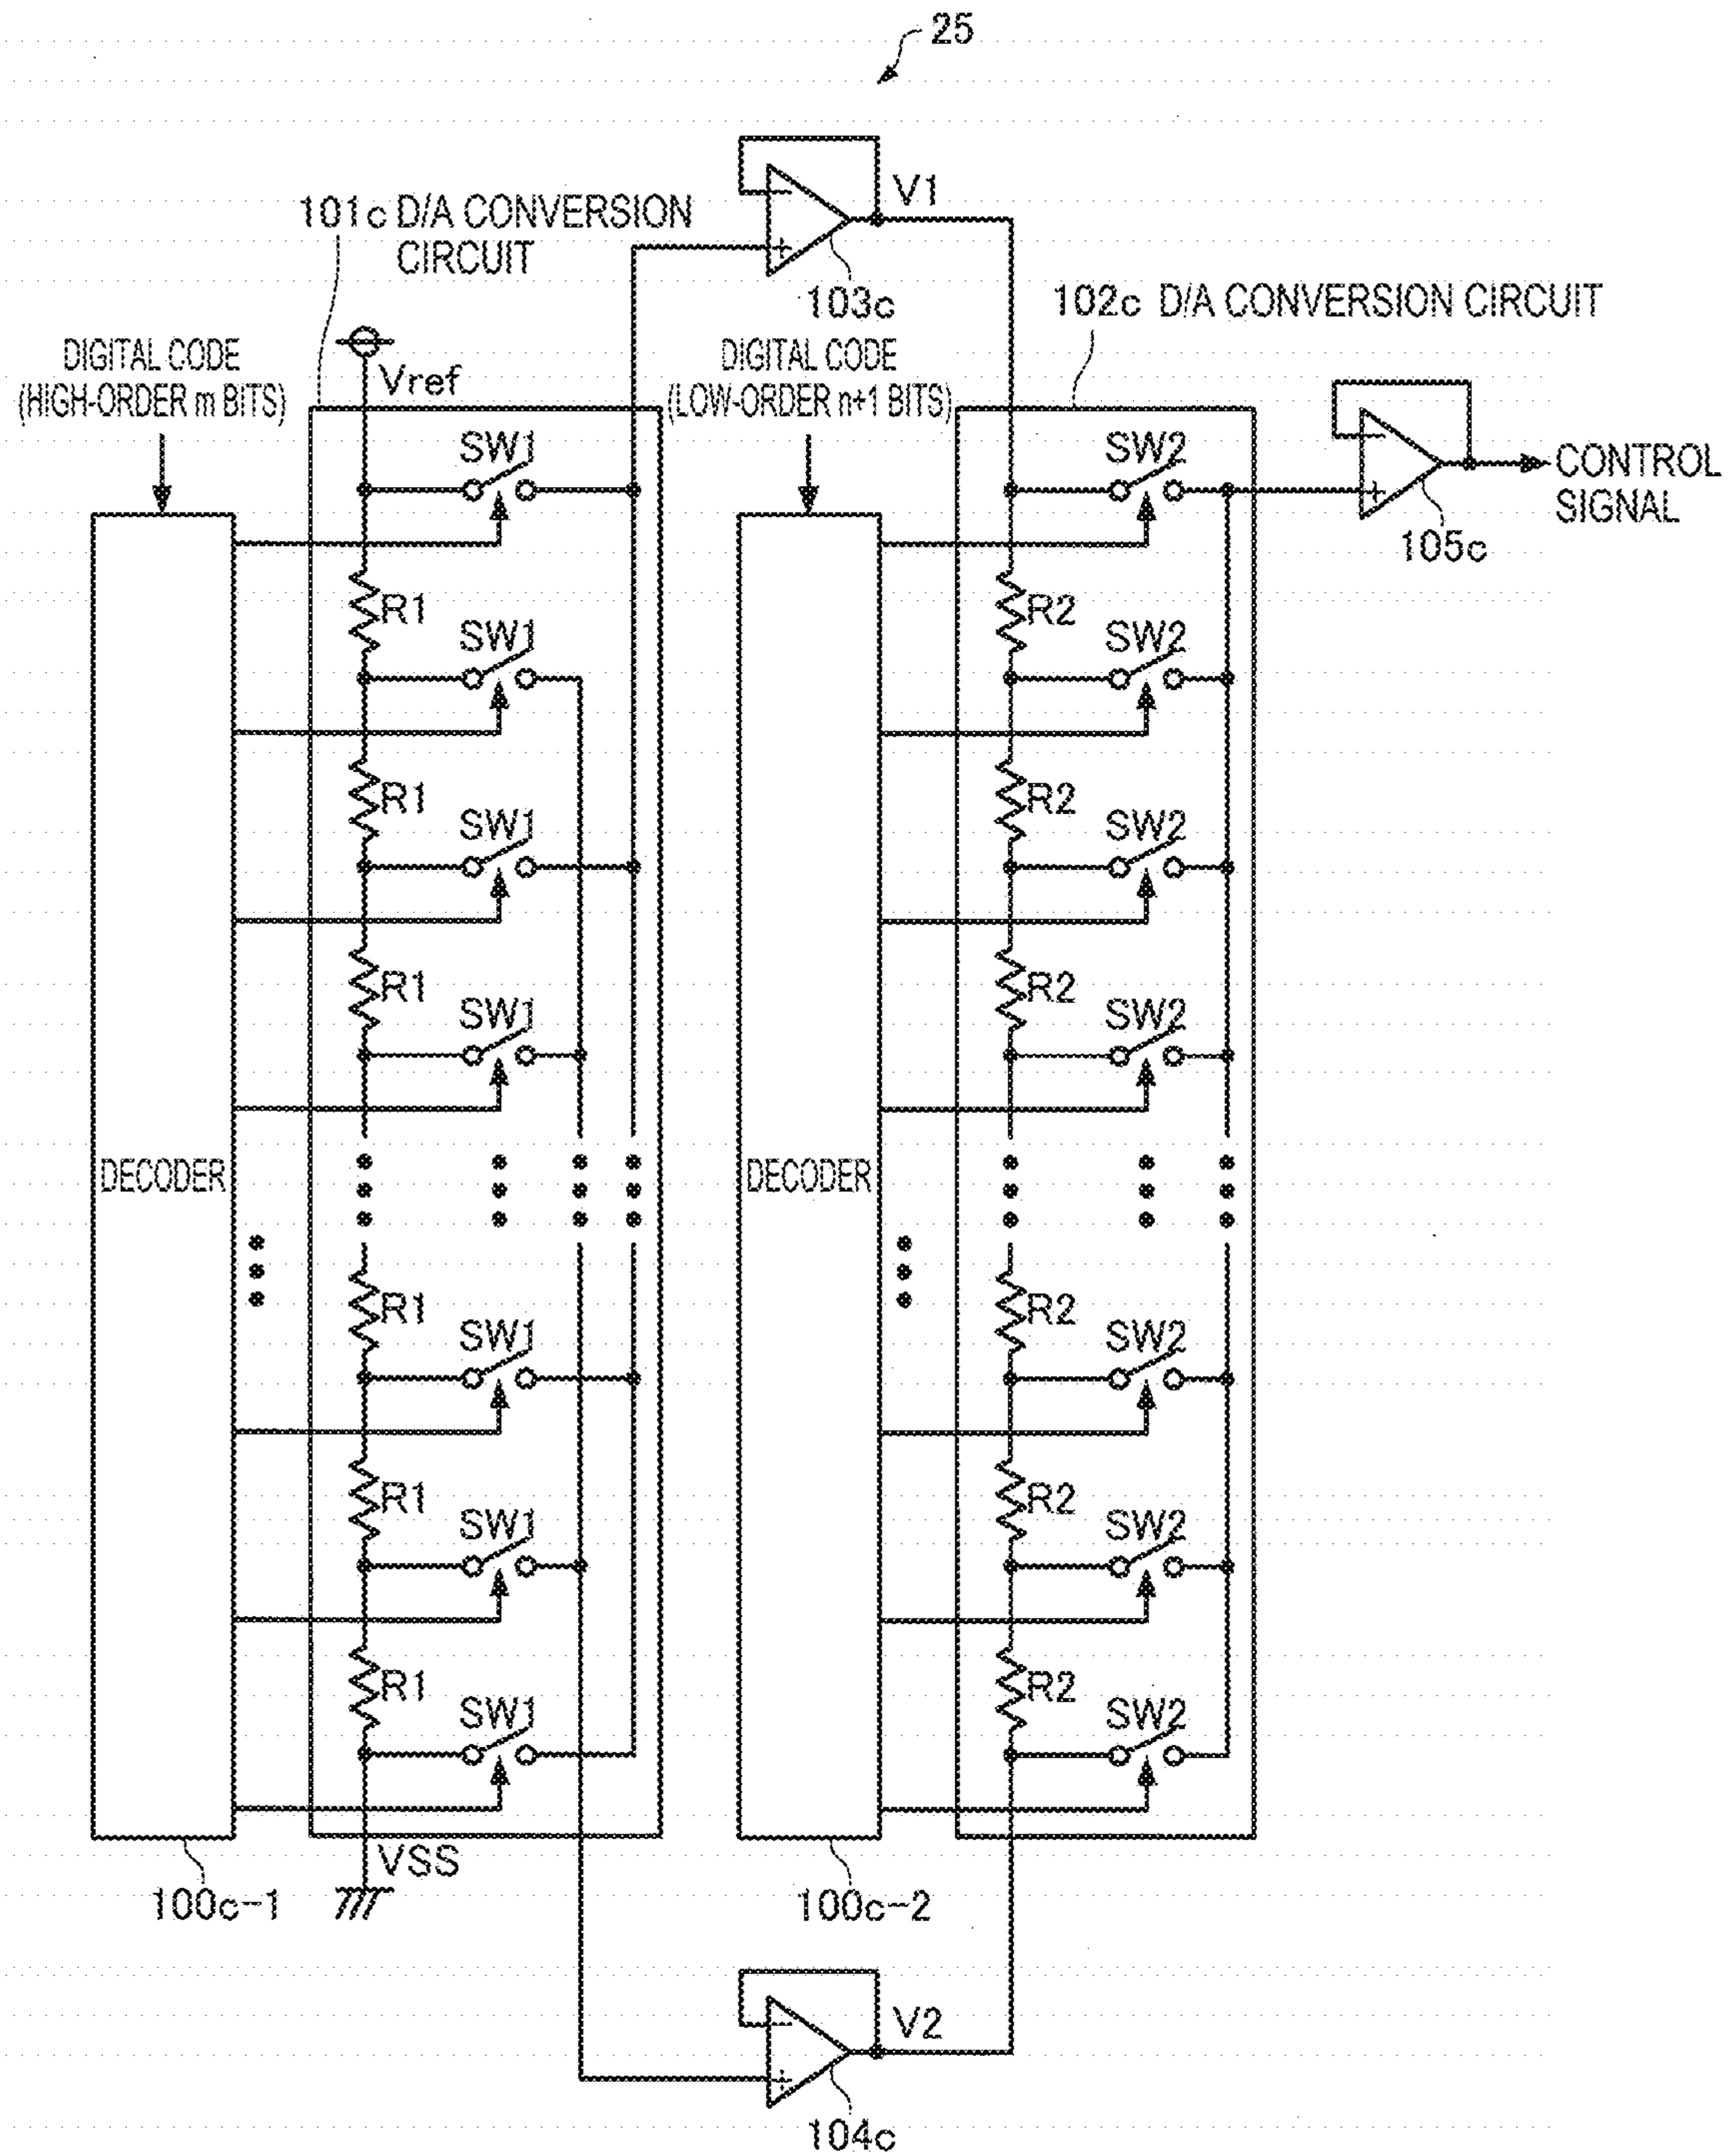 25
V1
101c D/A CONVERSION
CIRCUIT
103c
102c D/A CONVERSION CIRCUIT
DIGITAL CODE
(HIGH-ORDER m BITS)
Vref
DIGITAL CODE
(LOW-ORDER n+1 BITS)
SW1
SW2
CONTROL
SIGNAL
105c
R1
SW1
R2
SW2
R1
SW1
R2
SW2
R1
SW1
R2
SW2
DECODER
DECODER
R1
SW1
R2
SW2
R1
SW1
R2
SW2
R1
SW1
R2
SW2
VSS
100c-1
100c-2
V2
104c
+
+
+
−
−
−